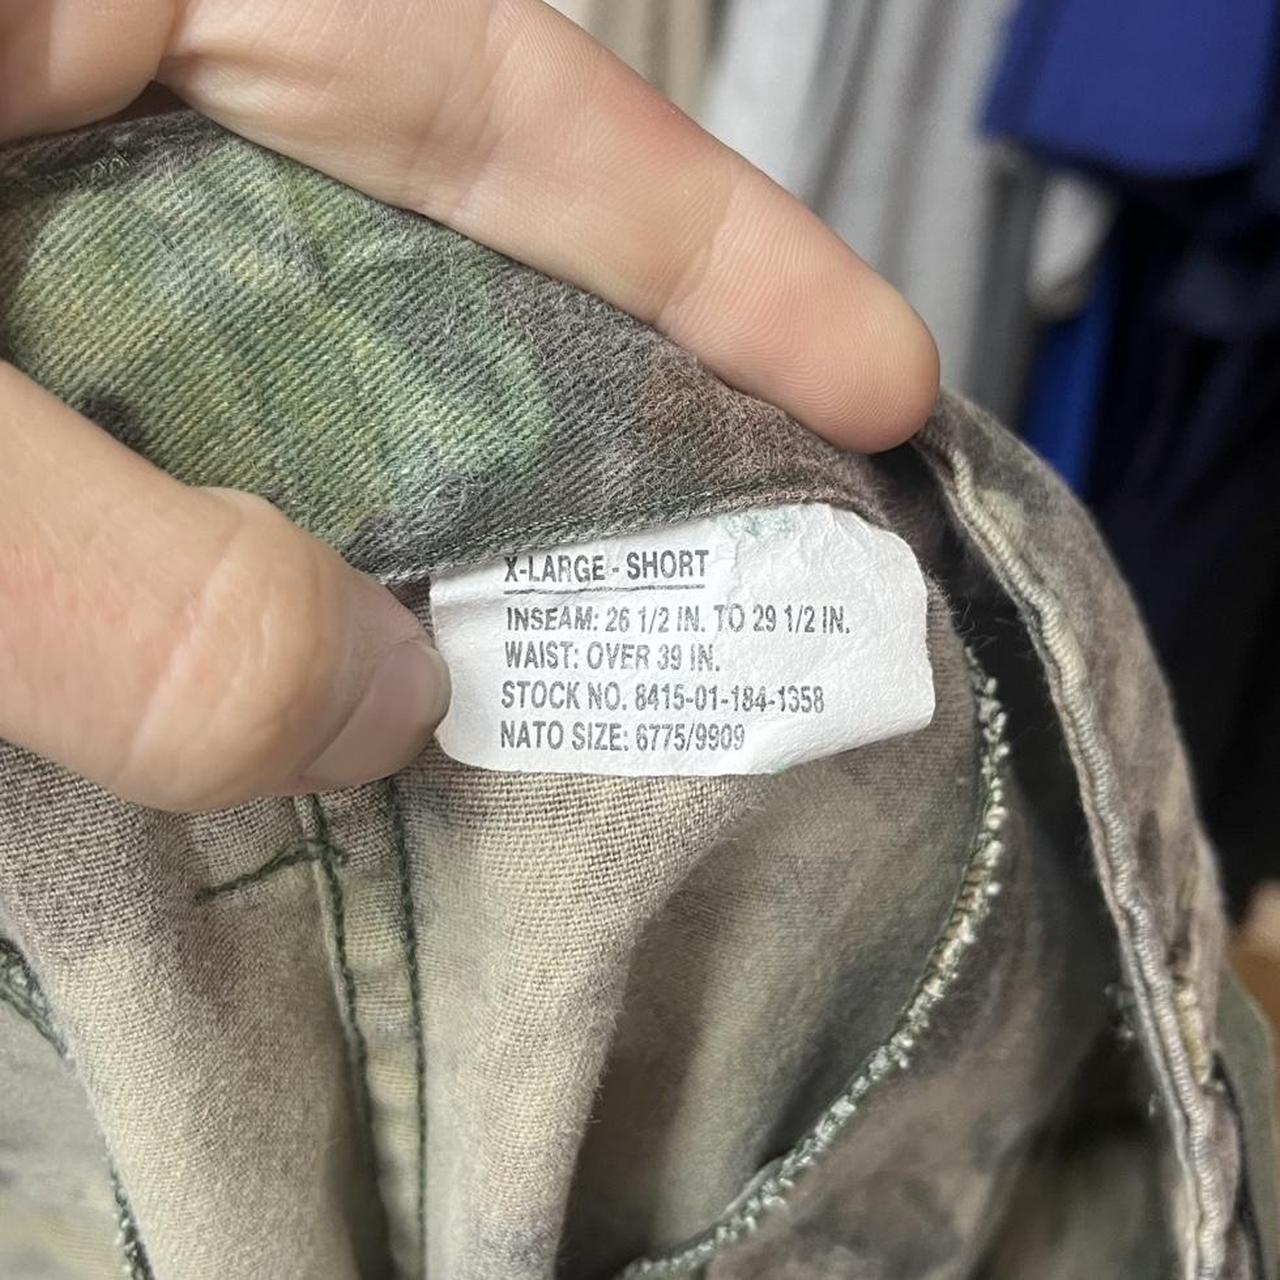 X-LARGE - SHORT
INSEAM: 26 1/2 IN. TO 29 1/2 IN.
WAIST: OVER 39 IN.
STOCK NO. 8415-01-184-1358
NATO SIZE: 6775/9909